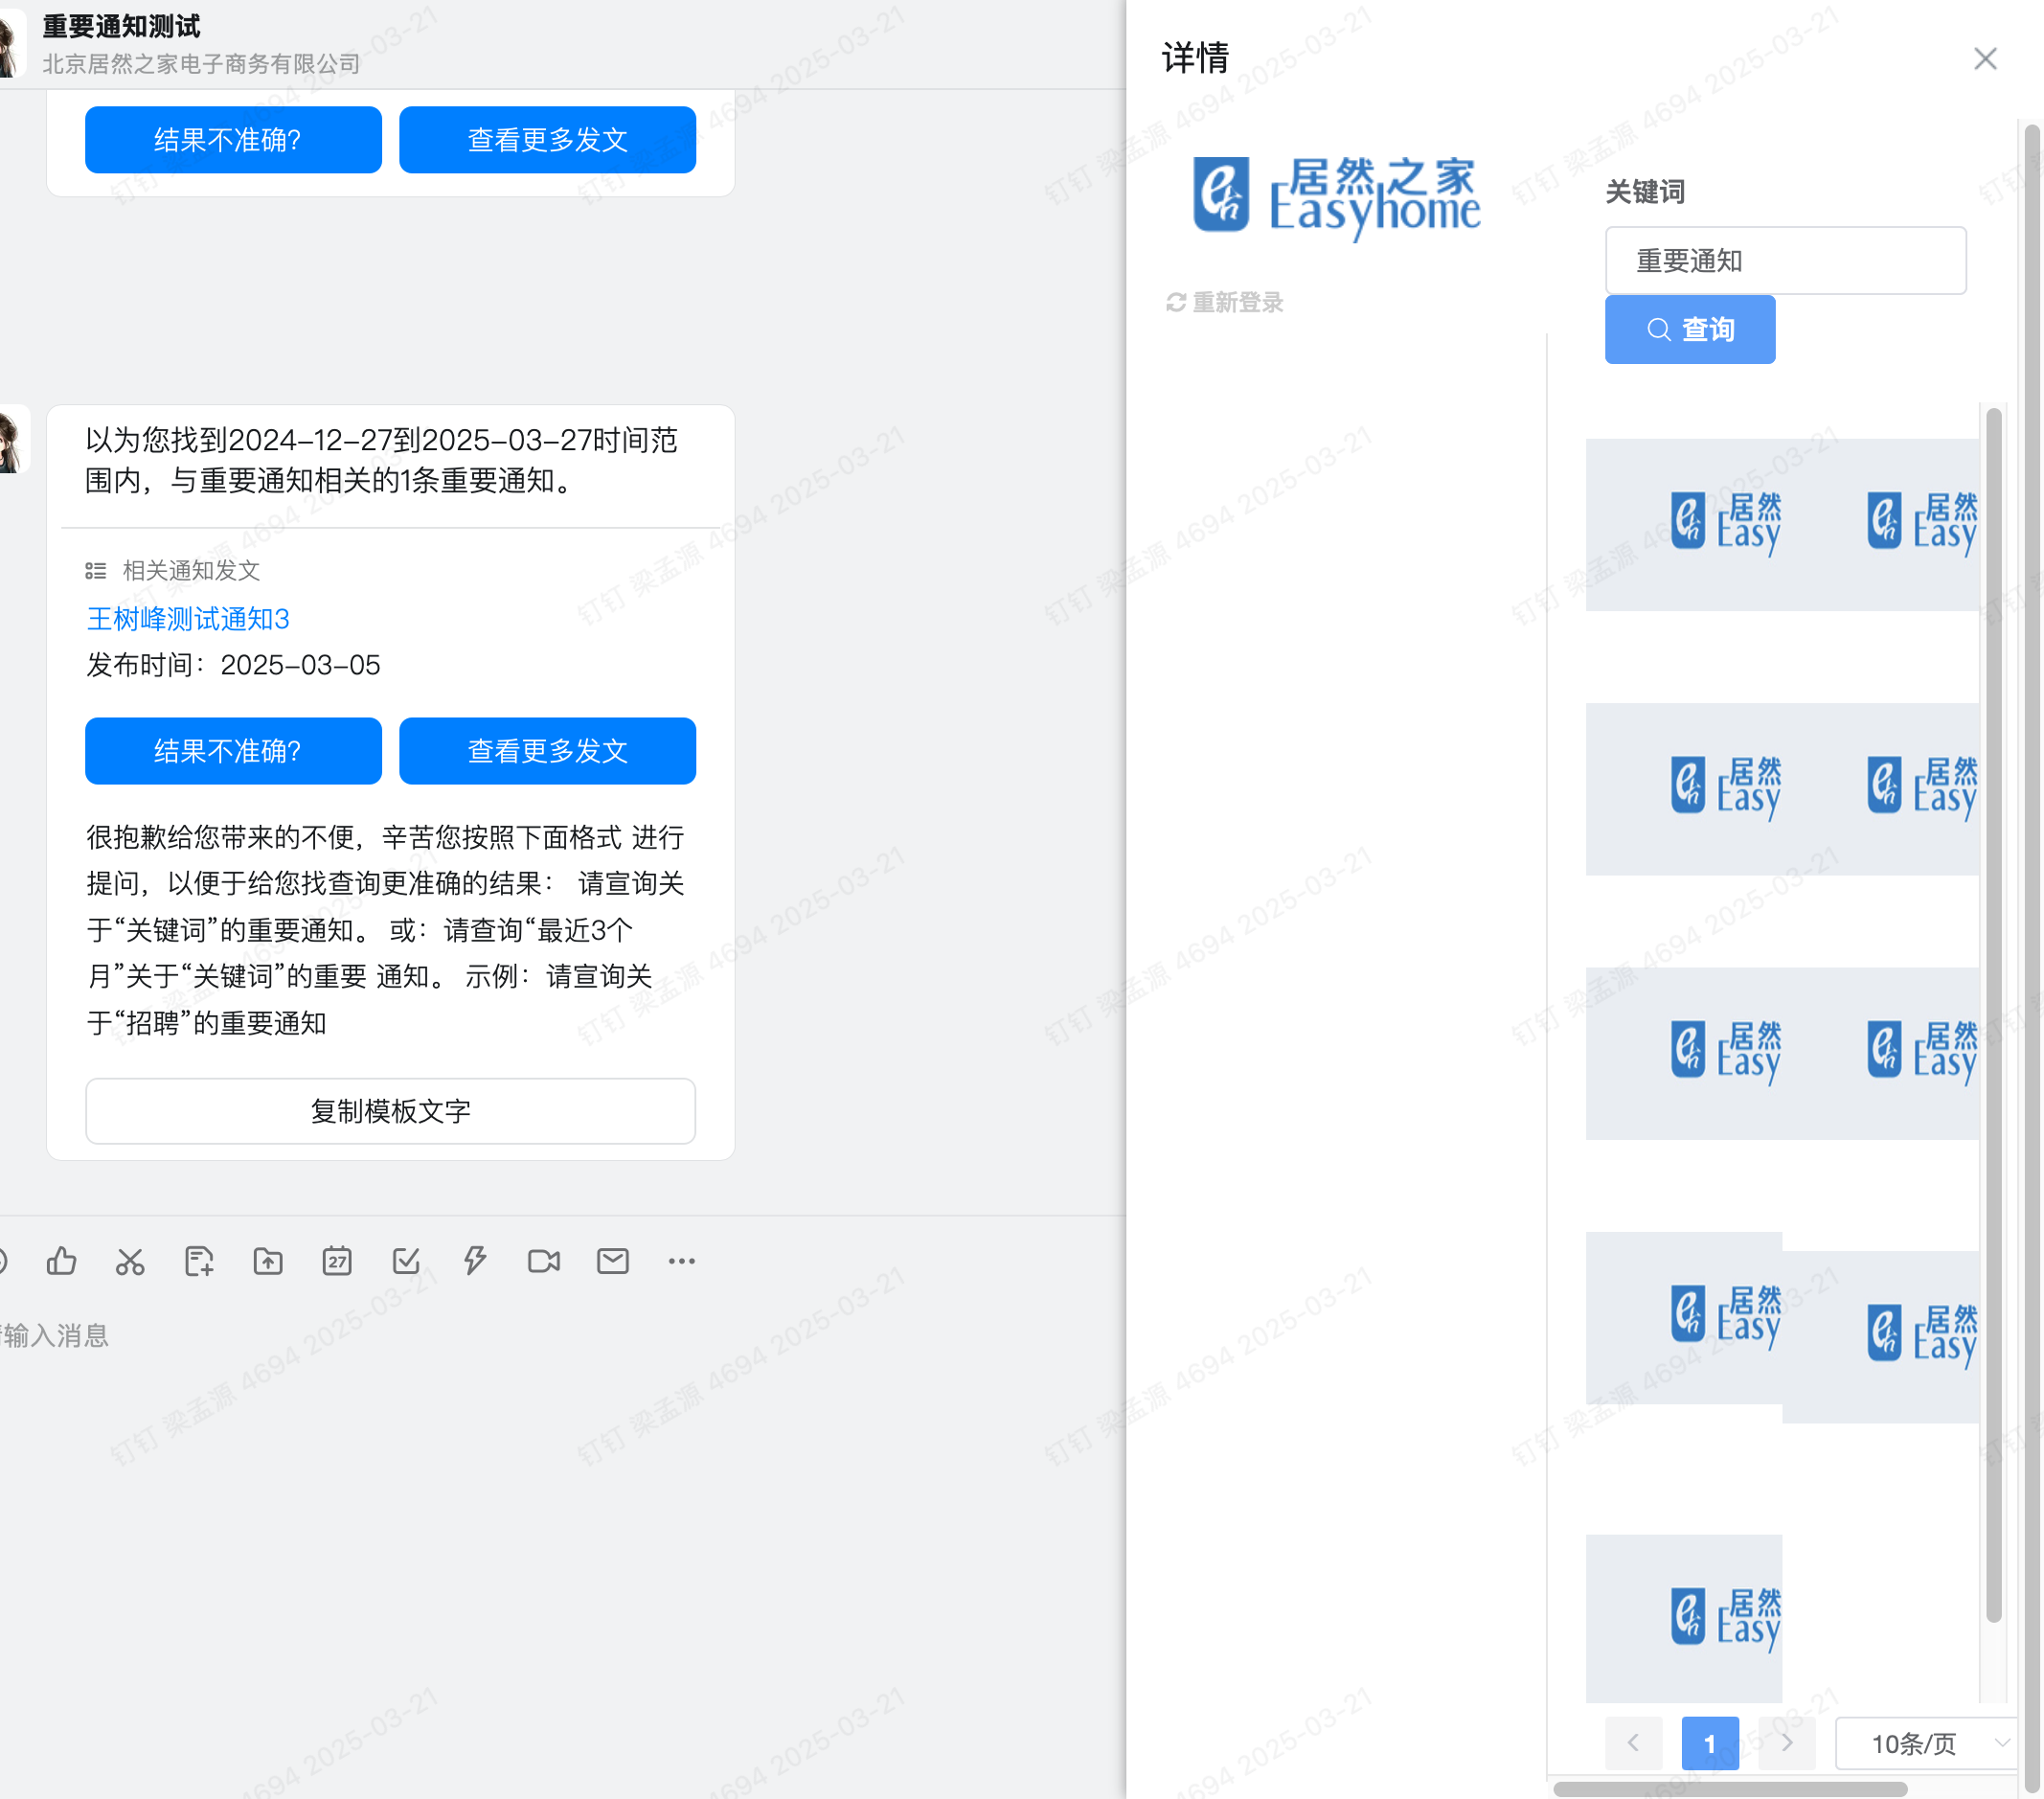 重要通知测试
北京居然之家电子商务有限公司
结果不准确?
查看更多发文
以为您找到2024-12-27到2025-03-27时间范
围内，与重要通知相关的1条重要通知。
相关通知发文
王树峰测试通知3
发布时间：2025-03-05
结果不准确?
查看更多发文
很抱歉给您带来的不便，辛苦您按照下面格式 进行
提问，以便于给您找查询更准确的结果： 请宣询关
于“关键词”的重要通知。 或：请查询“最近3个
月”关于“关键词”的重要 通知。 示例：请宣询关
于“招聘”的重要通知
复制模板文字
27
输入消息
详情
居然之家
Easyhome
重新登录
关键词
重要通知
查询
居然
Easy
居然
Easy
居然
Easy
居然
Easy
居然
Easy
居然
Easy
居然
Easy
居然
Easy
居然
Easy
1
10条/页
钉钉 梁孟源 4694 2025-03-21